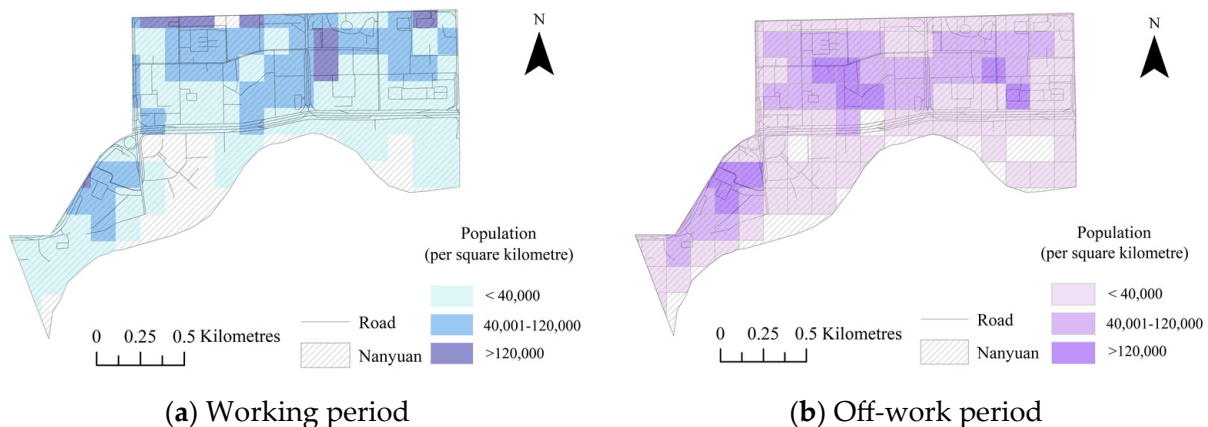 N
Population
(per square kilometre)
< 40,000
40,001-120,000
>120,000
0 0.25 0.5 Kilometres
Road
Nanyuan
(a) Working period
N
Population
(per square kilometre)
< 40,000
40,001-120,000
>120,000
0 0.25 0.5 Kilometres
Road
Nanyuan
(b) Off-work period